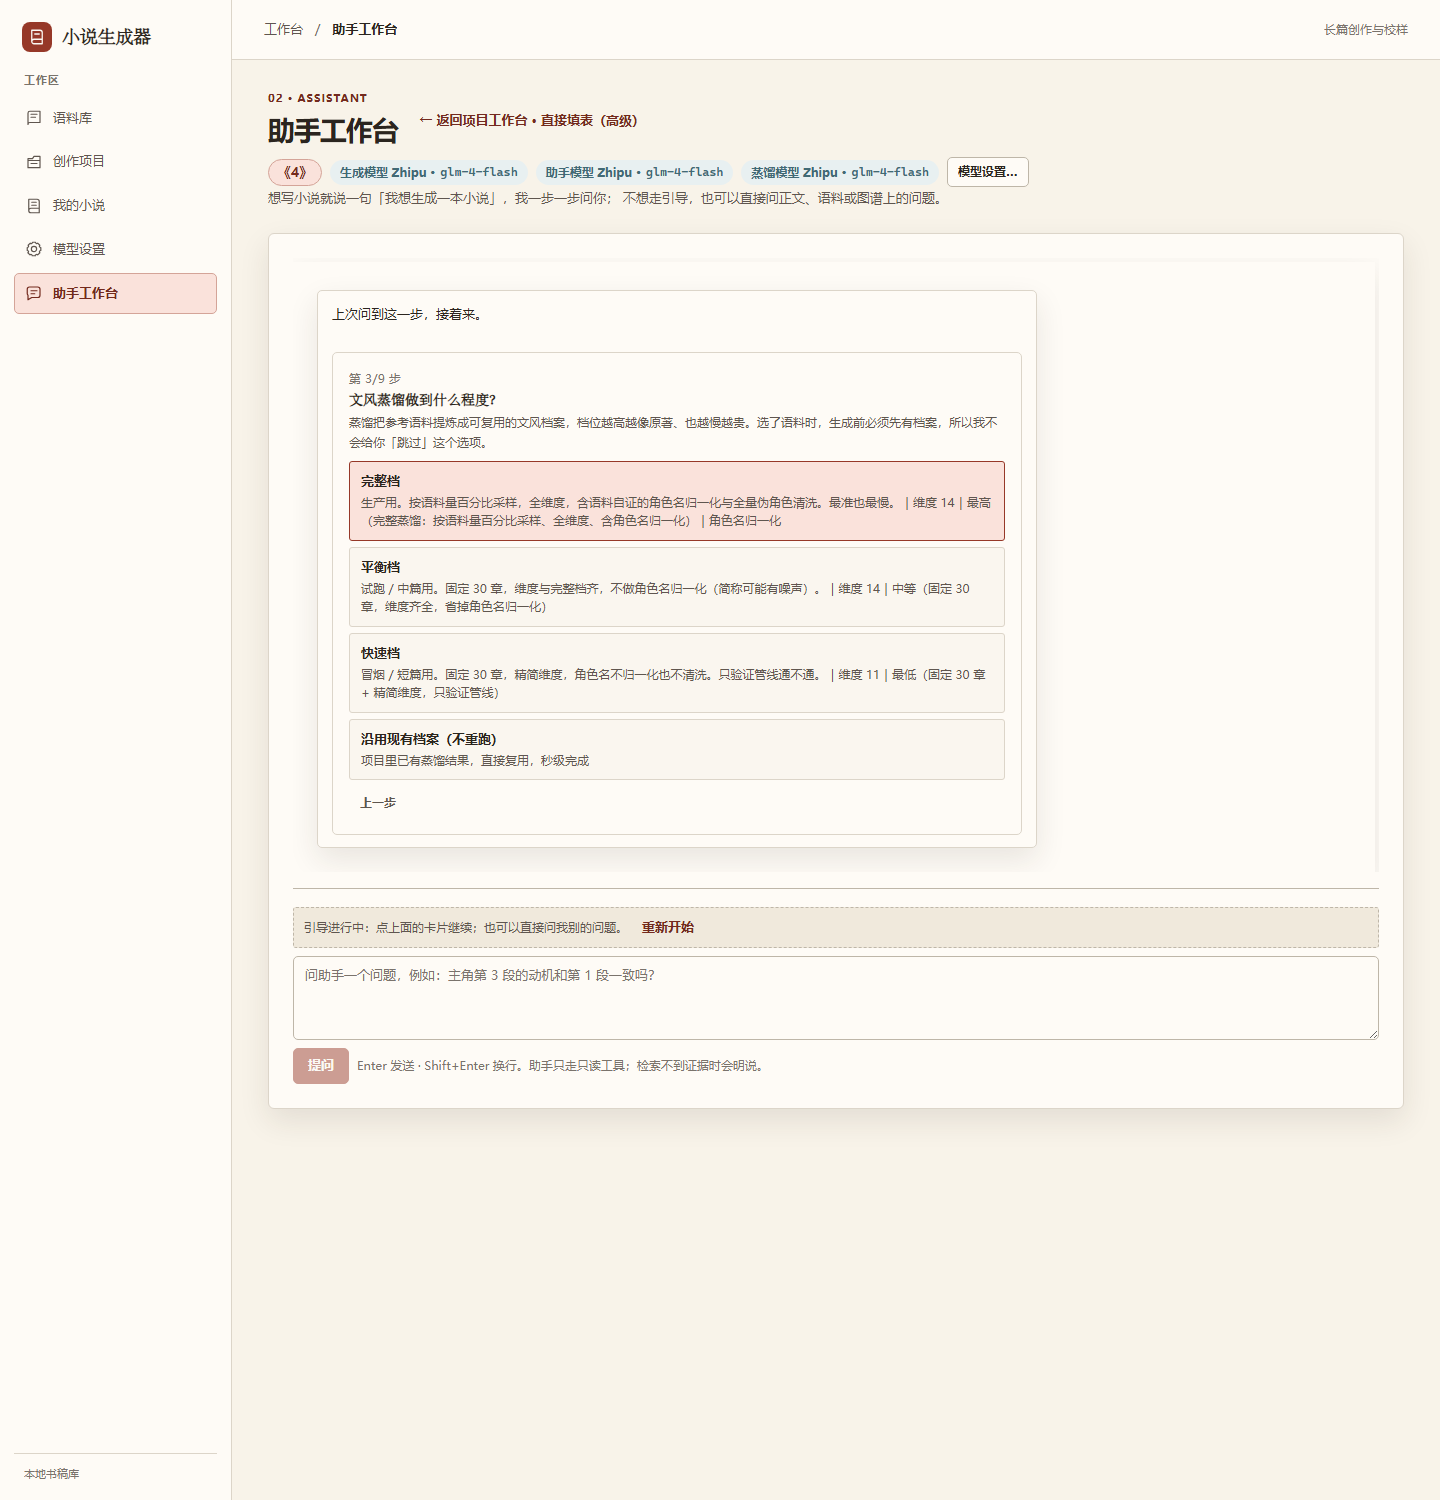 小说生成器
工作区
语料库
创作项目
我的小说
模型设置
助手工作台
本地书稿库
工作台 / 助手工作台
长篇创作与校样
02 • ASSISTANT
助手工作台
← 返回项目工作台 • 直接填表（高级）
《4》
生成模型 Zhipu • glm-4-flash
助手模型 Zhipu • glm-4-flash
蒸馏模型 Zhipu • glm-4-flash
模型设置...
想写小说就说一句「我想生成一本小说」，我一步一步问你； 不想走引导，也可以直接问正文、语料或图谱上的问题。
上次问到这一步，接着来。
第 3/9 步
文风蒸馏做到什么程度？
蒸馏把参考语料提炼成可复用的文风档案，档位越高越像原著、也越慢越贵。选了语料时，生成前必须先有档案，所以我不
会给你「跳过」这个选项。
完整档
生产用。按语料量百分比采样，全维度，含语料自证的角色名归一化与全量伪角色清洗。最准也最慢。 | 维度 14 | 最高
（完整蒸馏：按语料量百分比采样、全维度、含角色名归一化） | 角色名归一化
平衡档
试跑 / 中篇用。固定 30 章，维度与完整档齐，不做角色名归一化（简称可能有噪声）。 | 维度 14 | 中等（固定 30
章，维度齐全，省掉角色名归一化）
快速档
冒烟 / 短篇用。固定 30 章，精简维度，角色名不归一化也不清洗。只验证管线通不通。 | 维度 11 | 最低（固定 30 章
+ 精简维度，只验证管线）
沿用现有档案（不重跑）
项目里已有蒸馏结果，直接复用，秒级完成
上一步
引导进行中：点上面的卡片继续；也可以直接问我别的问题。 重新开始
问助手一个问题，例如：主角第 3 段的动机和第 1 段一致吗？
提问
Enter 发送 · Shift+Enter 换行。助手只走只读工具；检索不到证据时会明说。